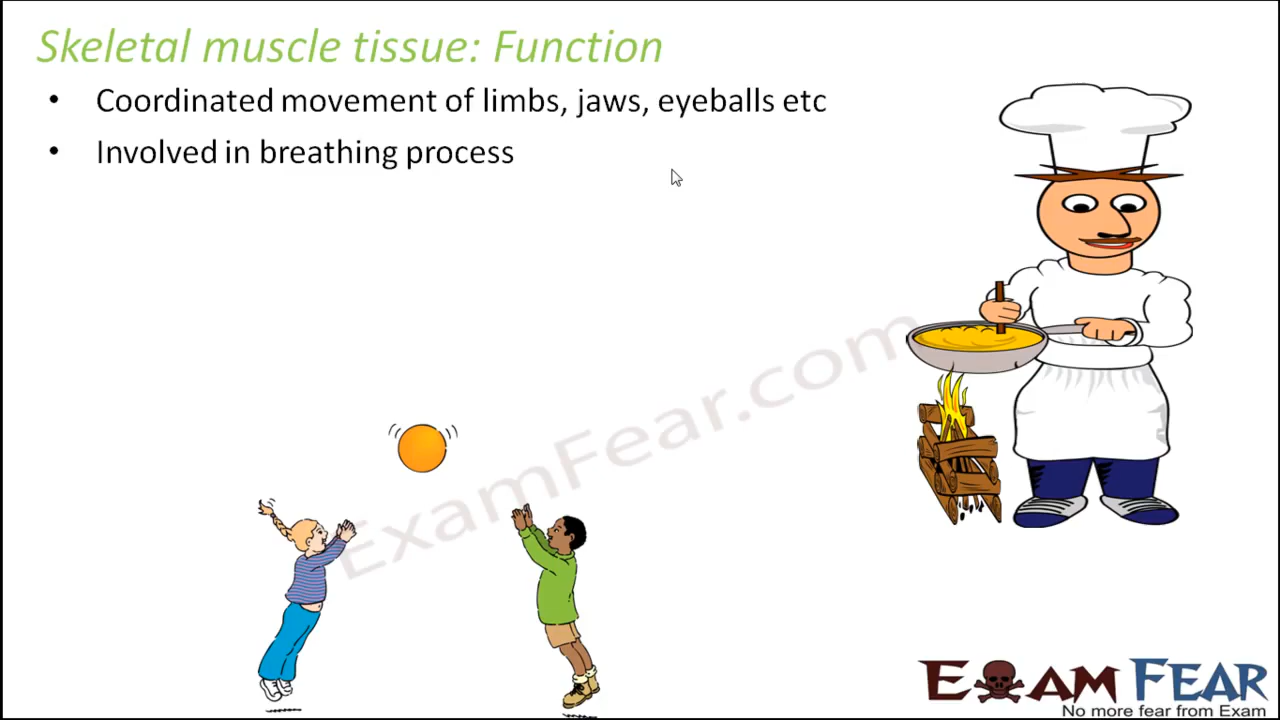 Skeletal muscle tissue: Function
• Coordinated movement of limbs, jaws, eyeballs etc
• Involved in breathing process
ExamFear.com
EXAM FEAR
No more fear from Exam